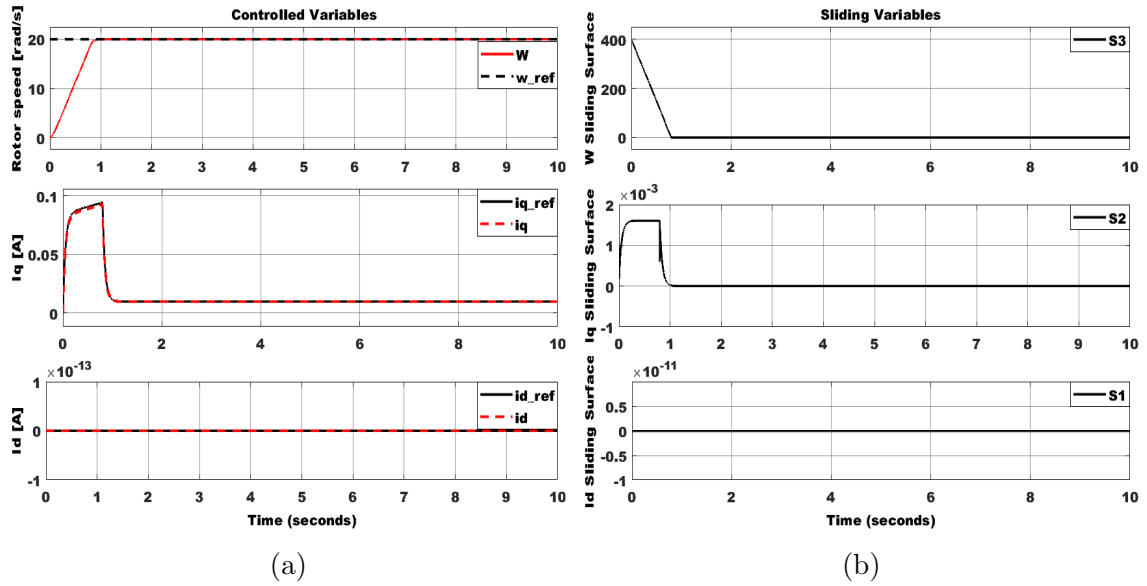 Controlled Variables
Rotor speed [rad/s]
20
10
0
W
w_ref
0 1 2 3 4 5 6 7 8 9 10
Iq [A]
0.1
0.05
0
iq_ref
iq
0 2 4 6 8 10
Id [A]
×10^-13
1
0
-1
id_ref
id
0 1 2 3 4 5 6 7 8 9 10
Time (seconds)
(a)
Sliding Variables
W Sliding Surface
400
200
0
S3
0 2 4 6 8 10
Iq Sliding Surface
×10^-3
2
1
0
-1
S2
0 1 2 3 4 5 6 7 8 9 10
Id Sliding Surface
×10^-11
0.5
0
-0.5
-1
S1
0 2 4 6 8 10
Time (seconds)
(b)